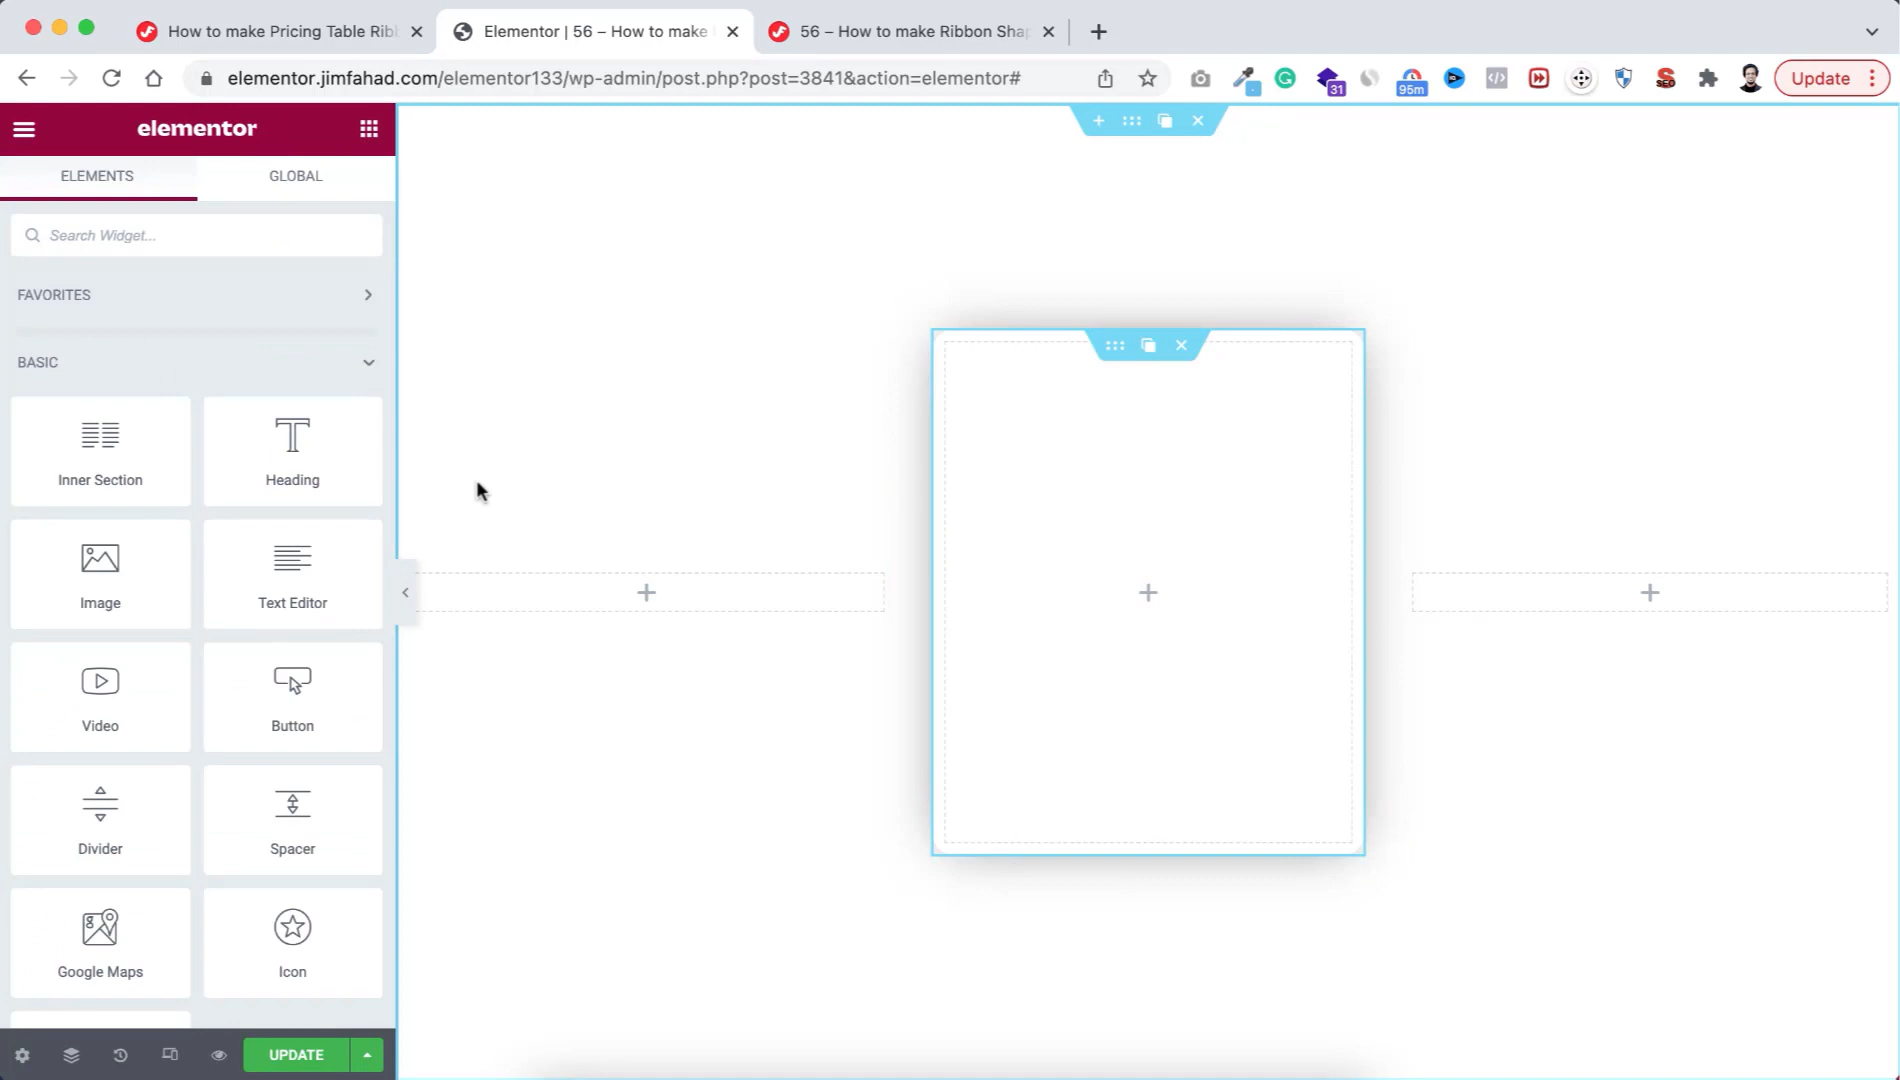 How to make Pricing Table Rib
Elementor | 56 – How to make
56 – How to make Ribbon Sha
elementor.jimfahad.com/elementor133/wp-admin/post.php?post=3841&action=elementor#
31
95m
SEO
Update
elementor
ELEMENTS
GLOBAL
Search Widget...
FAVORITES
BASIC
Inner Section
Heading
Image
Text Editor
Video
Button
Divider
Spacer
Google Maps
Icon
UPDATE